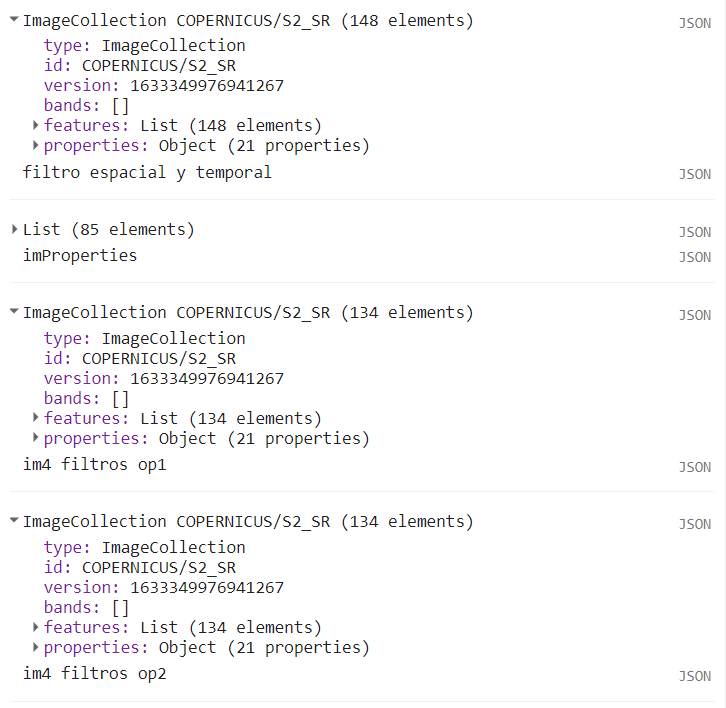 ImageCollection COPERNICUS/S2_SR (148 elements) JSON
type: ImageCollection
id: COPERNICUS/S2_SR
version: 1633349976941267
bands: []
features: List (148 elements)
properties: Object (21 properties)
filtro espacial y temporal JSON
List (85 elements) JSON
imProperties JSON
ImageCollection COPERNICUS/S2_SR (134 elements) JSON
type: ImageCollection
id: COPERNICUS/S2_SR
version: 1633349976941267
bands: []
features: List (134 elements)
properties: Object (21 properties)
im4 filtros op1 JSON
ImageCollection COPERNICUS/S2_SR (134 elements) JSON
type: ImageCollection
id: COPERNICUS/S2_SR
version: 1633349976941267
bands: []
features: List (134 elements)
properties: Object (21 properties)
im4 filtros op2 JSON